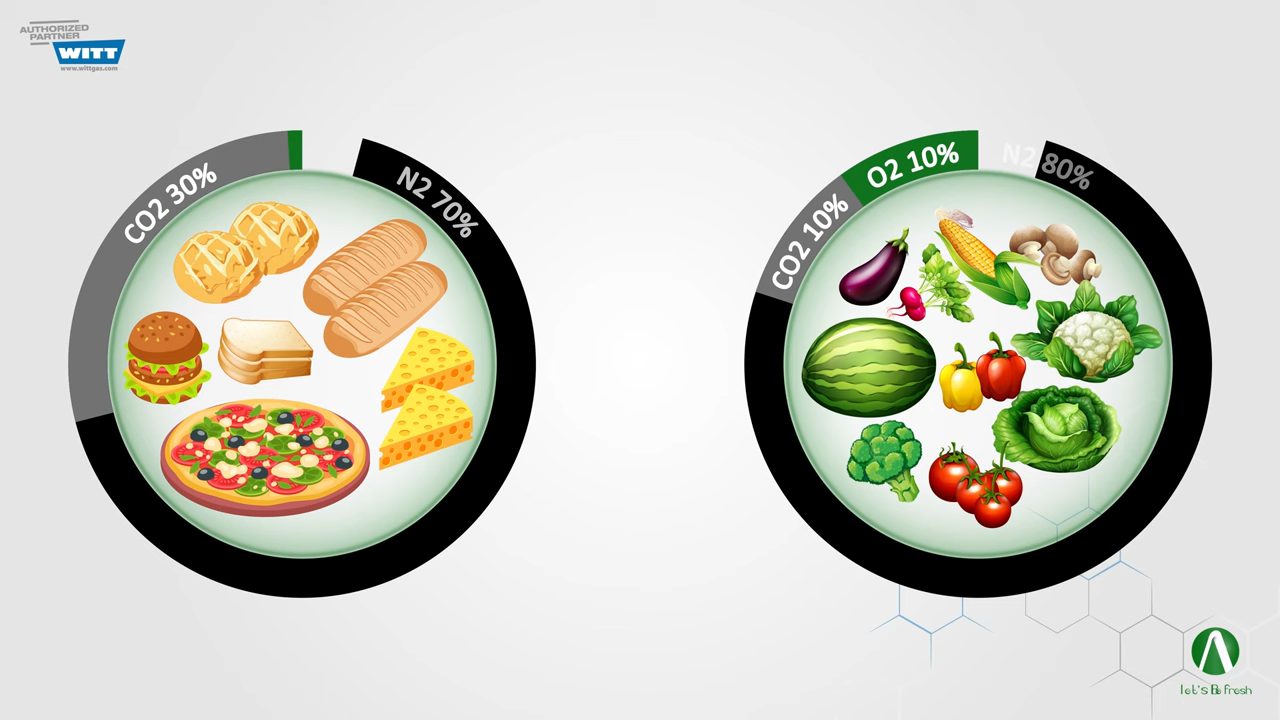 AUTHORIZED
PARTNER
WITT
www.wittgas.com
CO2 30%
N2 70%
CO2 10%
O2 10%
N2 80%
let's Be fresh